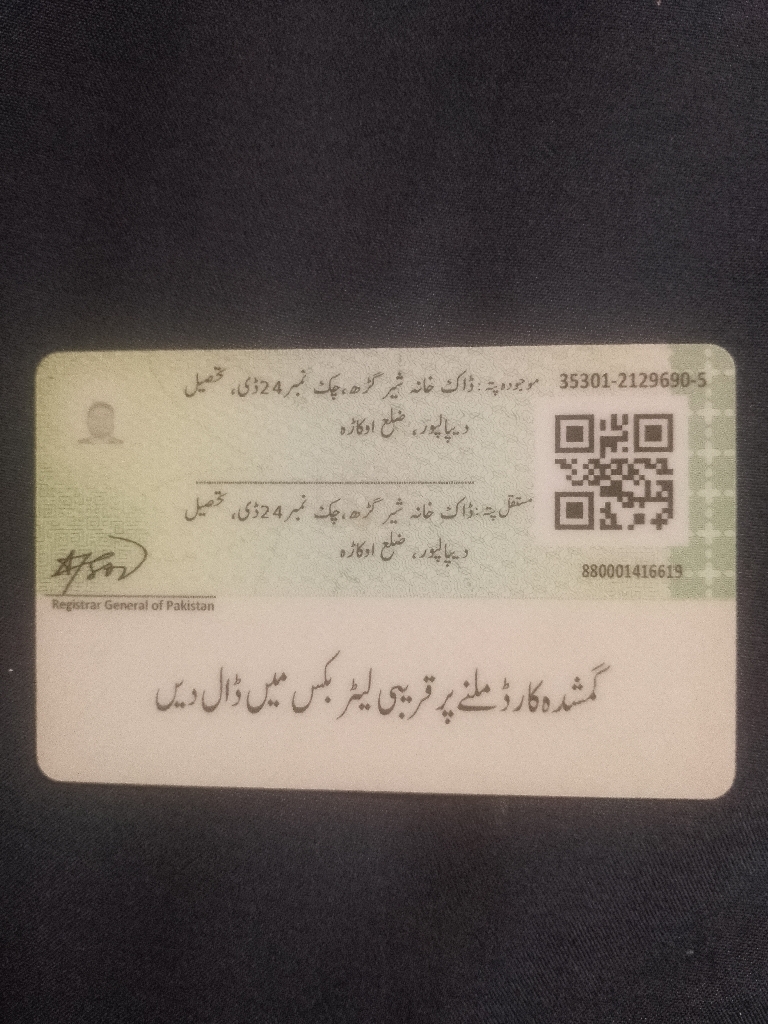 35301-2129690-5
موجودہ پتہ : ڈاک خانہ شیر گڑھ، چک نمبر 24 ڈی، تحصیل
دیپالپور، ضلع اوکاڑہ
مستقل پتہ : ڈاک خانہ شیر گڑھ، چک نمبر 24 ڈی، تحصیل
دیپالپور، ضلع اوکاڑہ
880001416619
Registrar General of Pakistan
گمشدہ کارڈ ملنے پر قریبی لیٹر بکس میں ڈال دیں